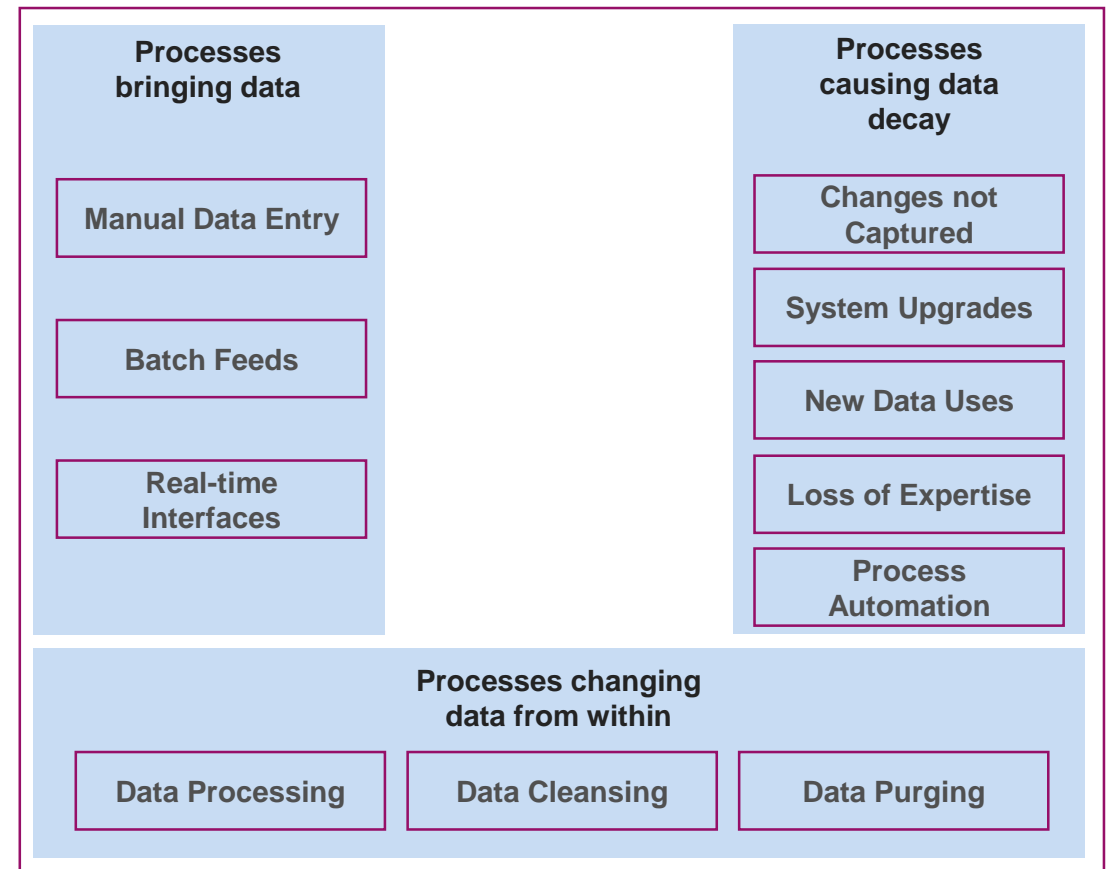 Processes
bringing data
Manual Data Entry
Batch Feeds
Real-time
Interfaces
Processes
causing data
decay
Changes not
Captured
System Upgrades
New Data Uses
Loss of Expertise
Process
Automation
Processes changing
data from within
Data Processing
Data Cleansing
Data Purging